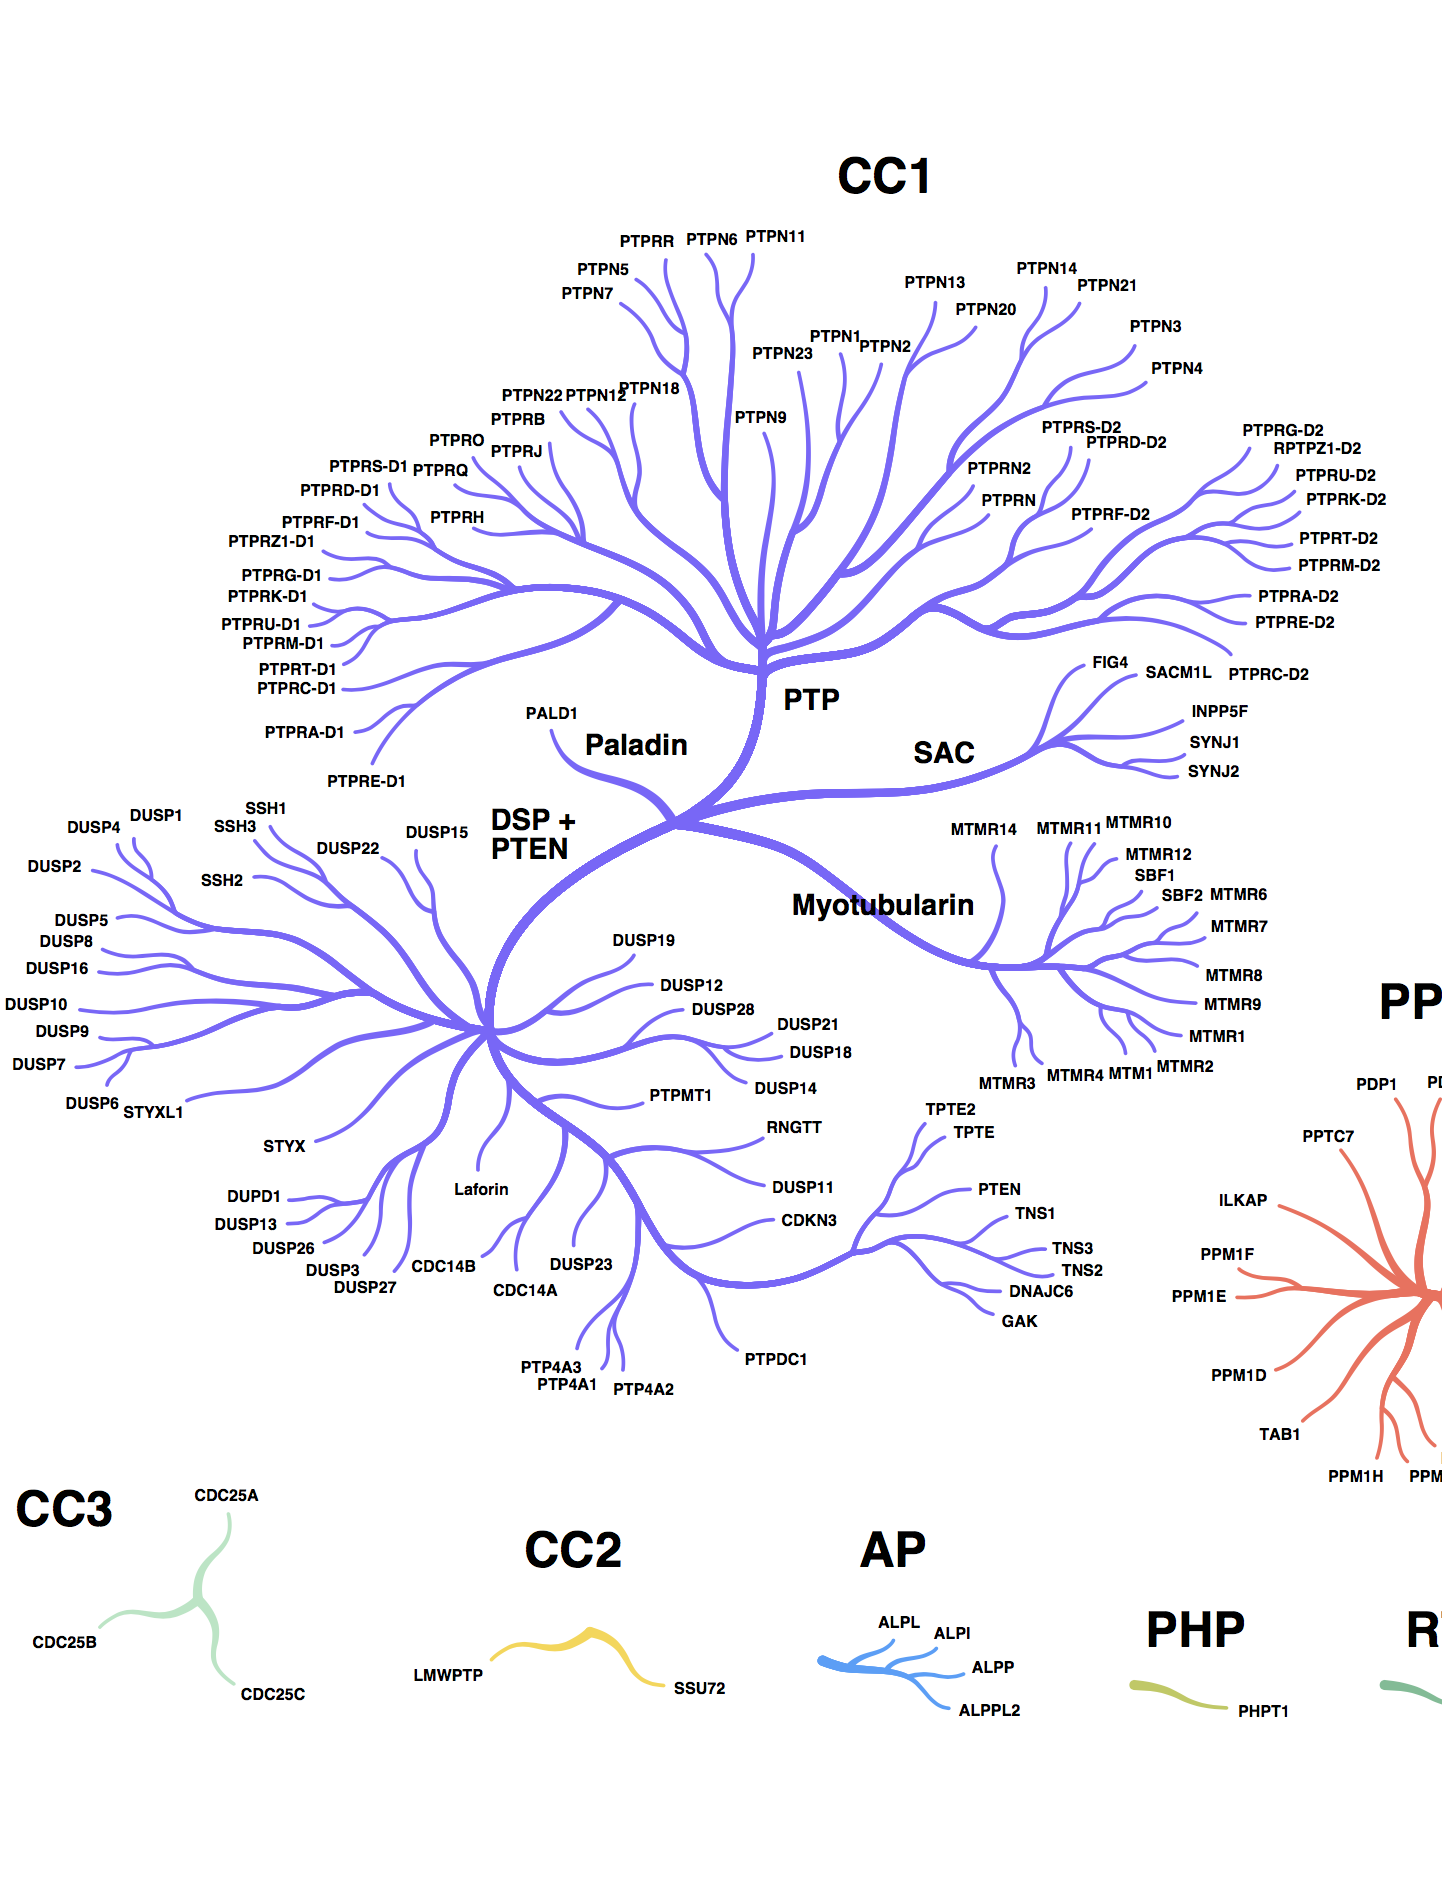 CC1
PTPRR
PTPN6
PTPN11
PTPN5
PTPN7
PTPN13
PTPN14
PTPN21
PTPN20
PTPN3
PTPN23
PTPN1
PTPN2
PTPN4
PTPN22
PTPN12
PTPN18
PTPRB
PTPN9
PTPRO
PTPRJ
PTPRS-D1
PTPRQ
PTPRD-D1
PTPRH
PTPRF-D1
PTPRZ1-D1
PTPRG-D1
PTPRK-D1
PTPRU-D1
PTPRM-D1
PTPRT-D1
PTPRC-D1
PTPRA-D1
PTPRE-D1
PTPRS-D2
PTPRD-D2
PTPRN2
PTPRN
PTPRF-D2
PTPRG-D2
RPTPZ1-D2
PTPRU-D2
PTPRK-D2
PTPRT-D2
PTPRM-D2
PTPRA-D2
PTPRE-D2
PTPRC-D2
PTP
PALD1
Paladin
SAC
FIG4
SACM1L
INPP5F
SYNJ1
SYNJ2
DSP +
PTEN
Myotubularin
MTMR14
MTMR11
MTMR10
MTMR12
SBF1
SBF2
MTMR6
MTMR7
MTMR8
MTMR9
MTMR1
MTMR2
MTM1
MTMR4
MTMR3
SSH1
SSH3
SSH2
DUSP1
DUSP4
DUSP2
DUSP22
DUSP15
DUSP5
DUSP8
DUSP16
DUSP10
DUSP9
DUSP7
DUSP6
STYXL1
STYX
DUSP19
DUSP12
DUSP28
DUSP21
DUSP18
DUSP14
PTPMT1
RNGTT
DUSP11
CDKN3
TPTE2
TPTE
PTEN
TNS1
TNS3
TNS2
DNAJC6
GAK
PTPDC1
Laforin
DUPD1
DUSP13
DUSP26
DUSP3
DUSP27
CDC14B
CDC14A
DUSP23
PTP4A3
PTP4A1
PTP4A2
PP
PDP1
PD
PPTC7
ILKAP
PPM1F
PPM1E
PPM1D
TAB1
PPM1H
PPM
CC3
CDC25A
CDC25B
CDC25C
CC2
LMWPTP
SSU72
AP
ALPL
ALPI
ALPP
ALPPL2
PHP
PHPT1
R